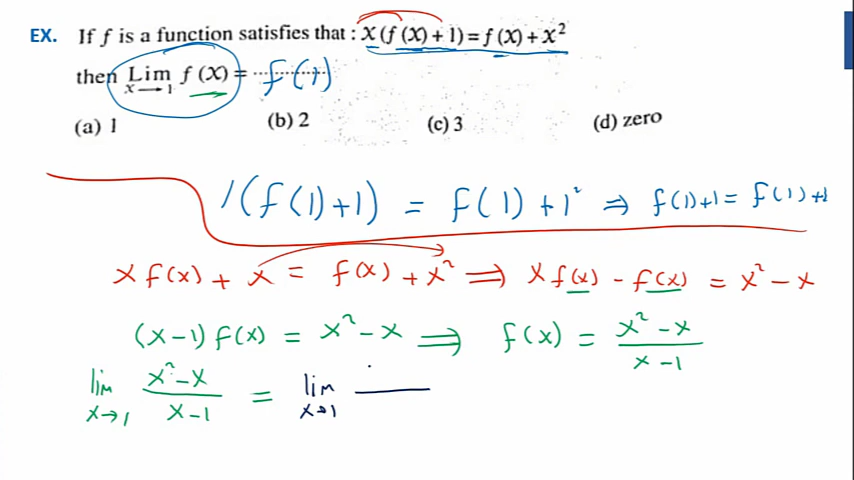 EX. If f is a function satisfies that : x (f (x) + 1) = f (x) + x²
then Lim x→1 f (x) = ............ f(1)
(a) 1 (b) 2 (c) 3 (d) zero
1(f(1)+1) = f(1)+1² ⇒ f(1)+1 = f(1)+1
x f(x) + x = f(x) + x² ⇒ x f(x) - f(x) = x² - x
(x-1) f(x) = x² - x ⇒ f(x) = (x² - x)/(x-1)
lim x→1 (x² - x)/(x-1) = lim x→1